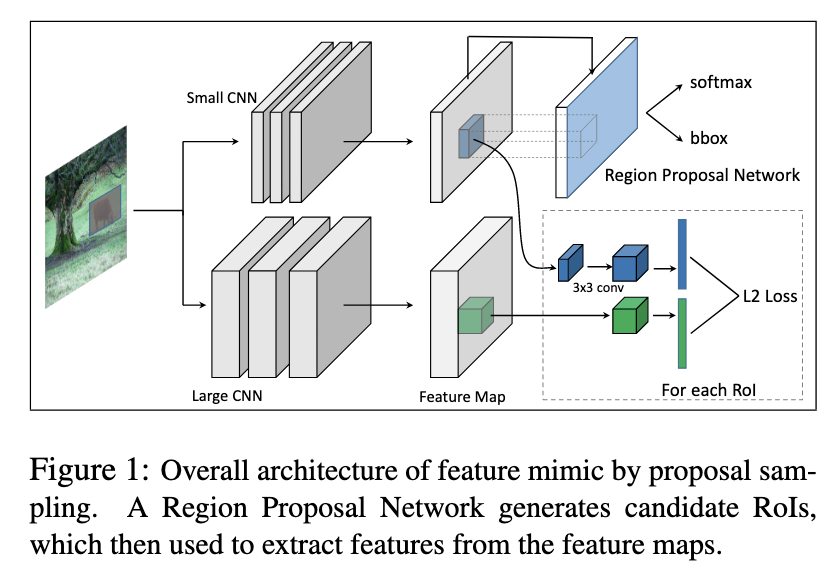 Small CNN
softmax
bbox
Region Proposal Network
3x3 conv
L2 Loss
Large CNN
Feature Map
For each RoI
Figure 1: Overall architecture of feature mimic by proposal sam-
pling. A Region Proposal Network generates candidate RoIs,
which then used to extract features from the feature maps.